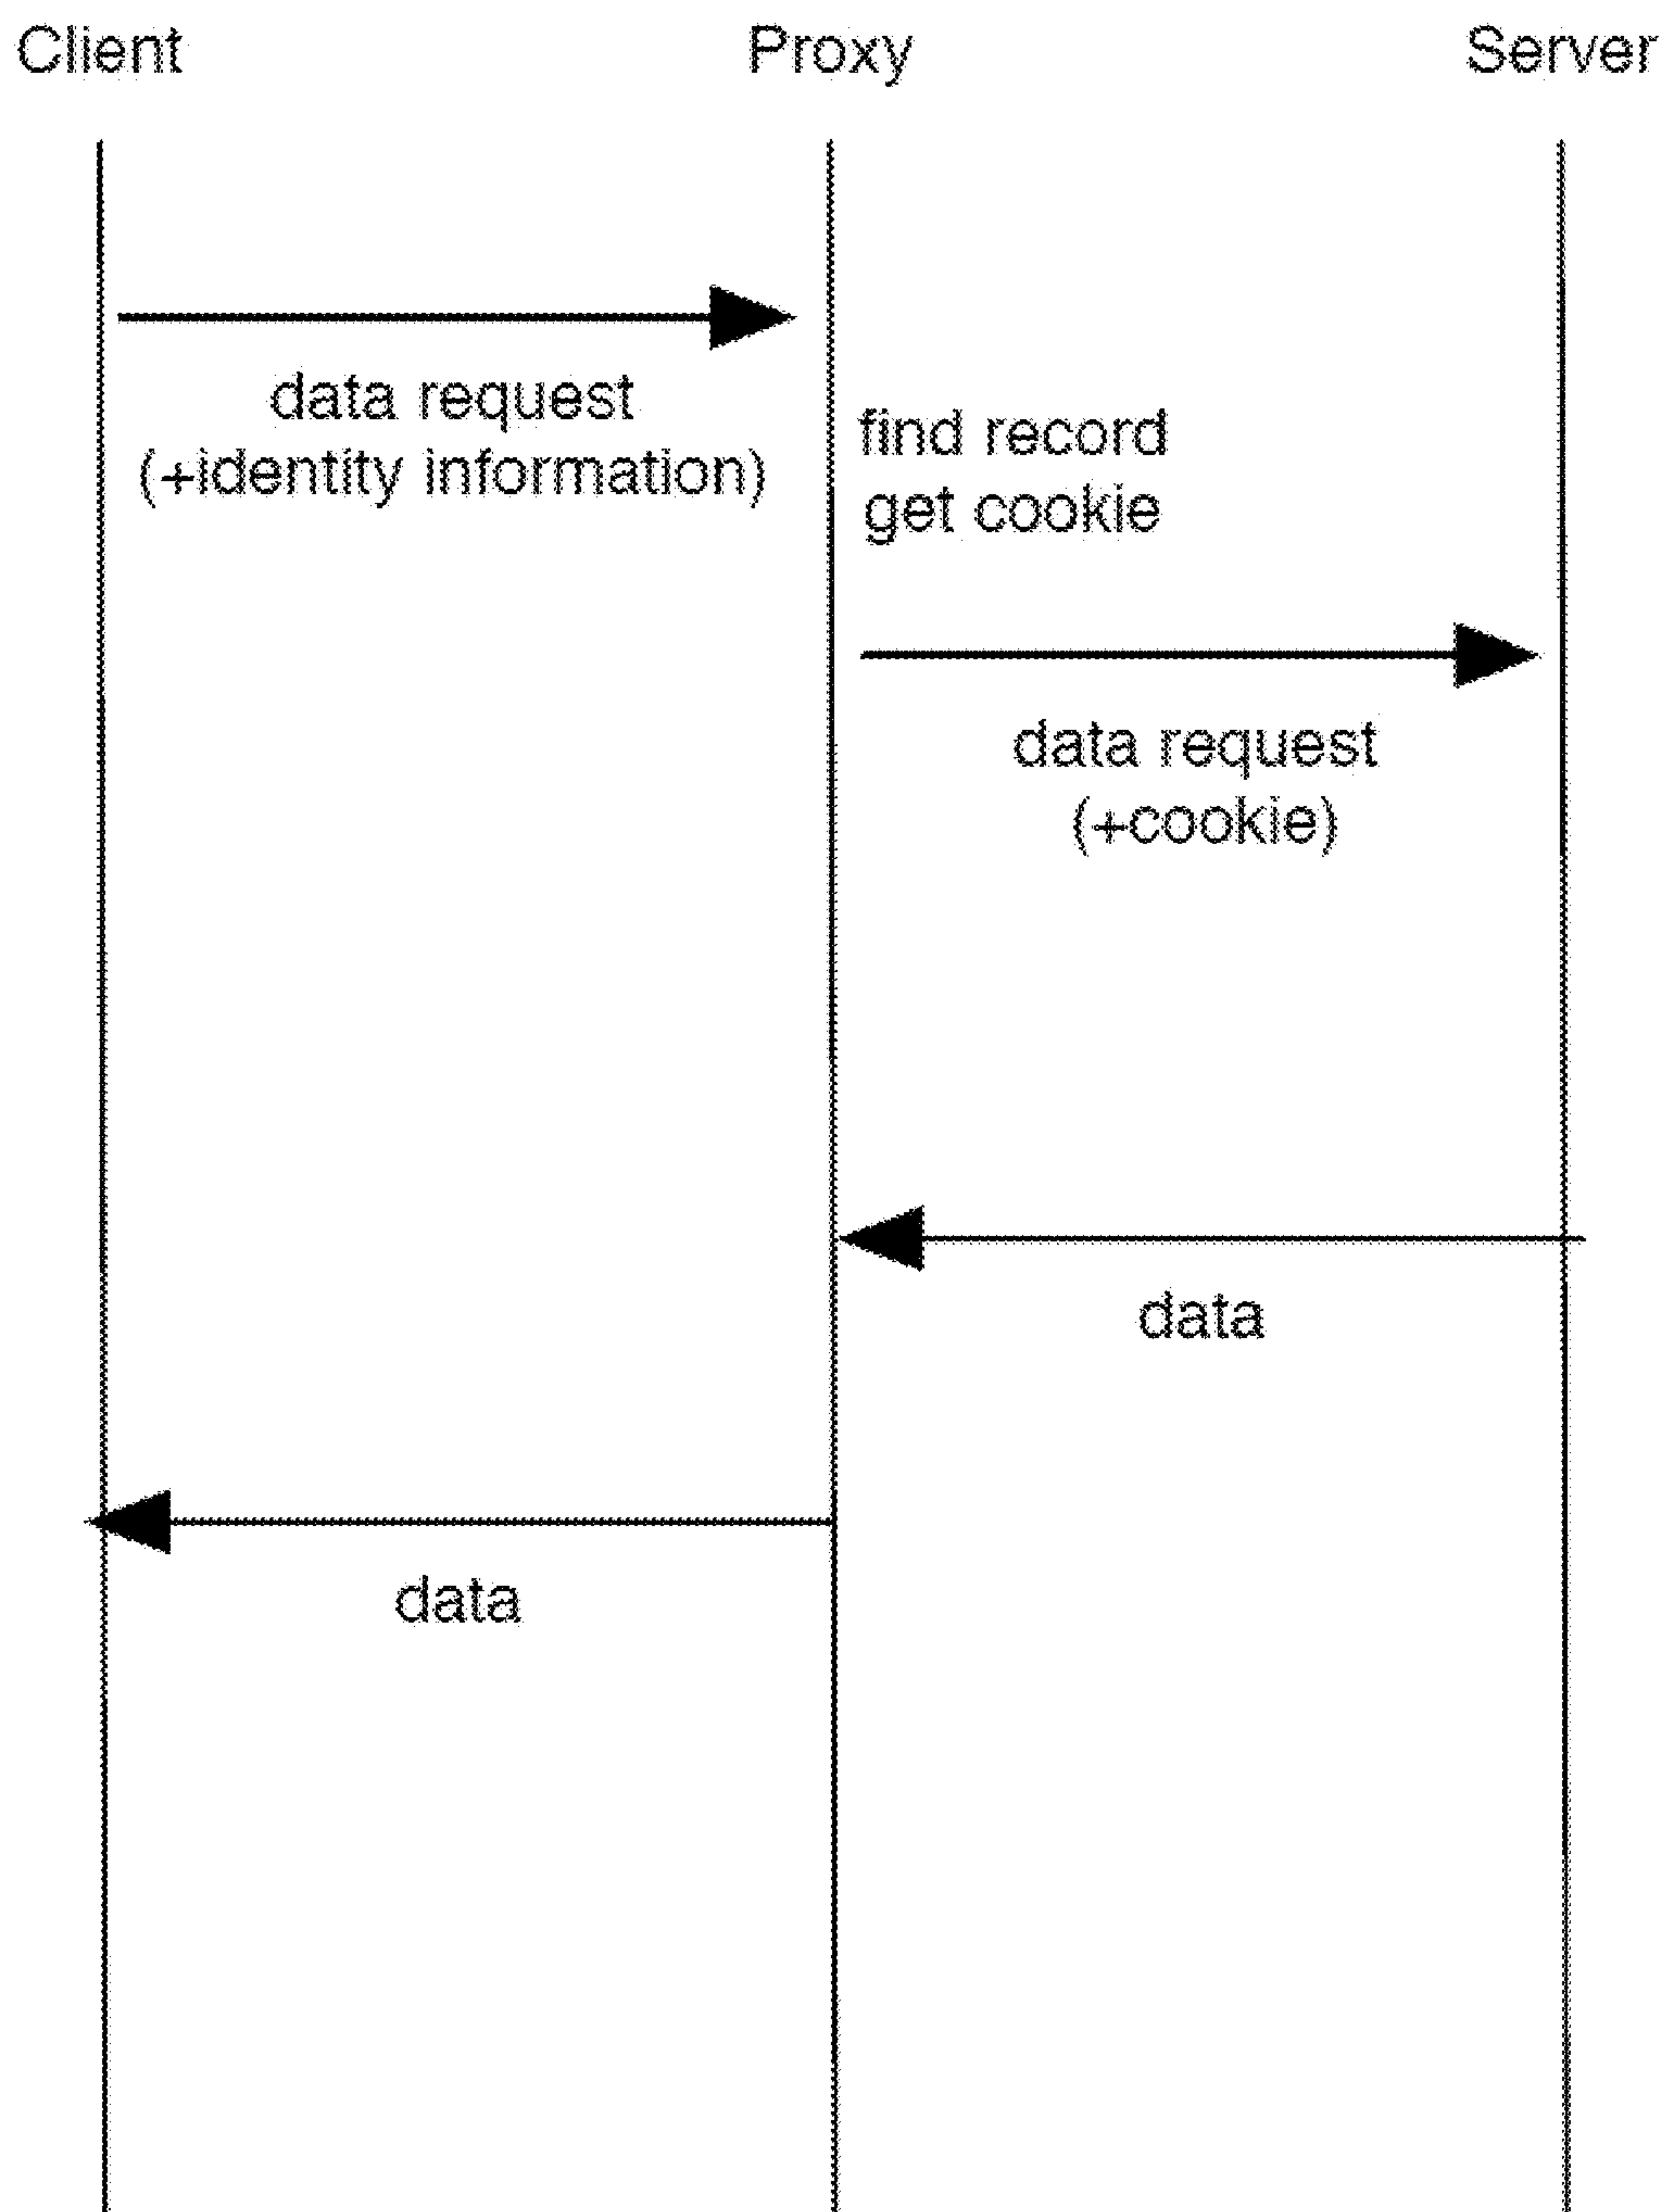 Client Proxy Server
data request
(+identity information)
find record
get cookie
data request
(+cookie)
data
data